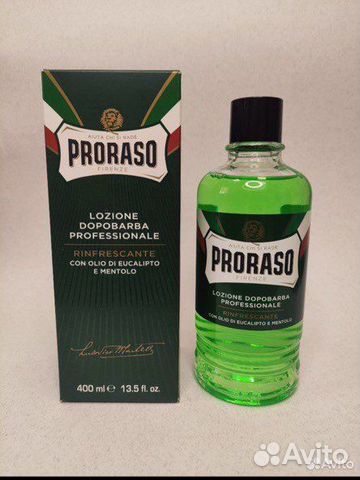 AIUTA CHI SI RADE
PRORASO
FIRENZE
LOZIONE
DOPOBARBA
PROFESSIONALE
RINFRESCANTE
CON OLIO DI EUCALIPTO
E MENTOLO
400 ml ℮ 13.5 fl. oz.
AIUTA CHI SI RADE
PRORASO
FIRENZE
LOZIONE DOPOBARBA
PROFESSIONALE
RINFRESCANTE
CON OLIO DI EUCALIPTO
E MENTOLO
Avito
Avito